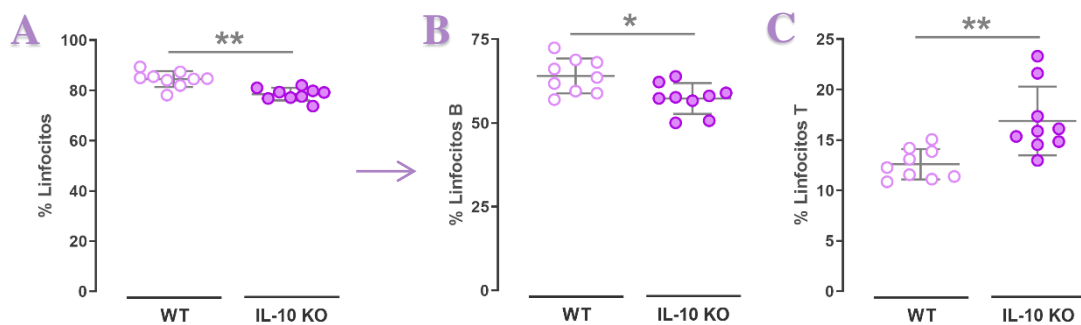 A
**
% Linfocitos
100
80
60
40
20
0
WT
IL-10 KO
B
*
% Linfocitos B
75
50
25
0
WT
IL-10 KO
C
**
% Linfocitos T
25
20
15
10
5
0
WT
IL-10 KO